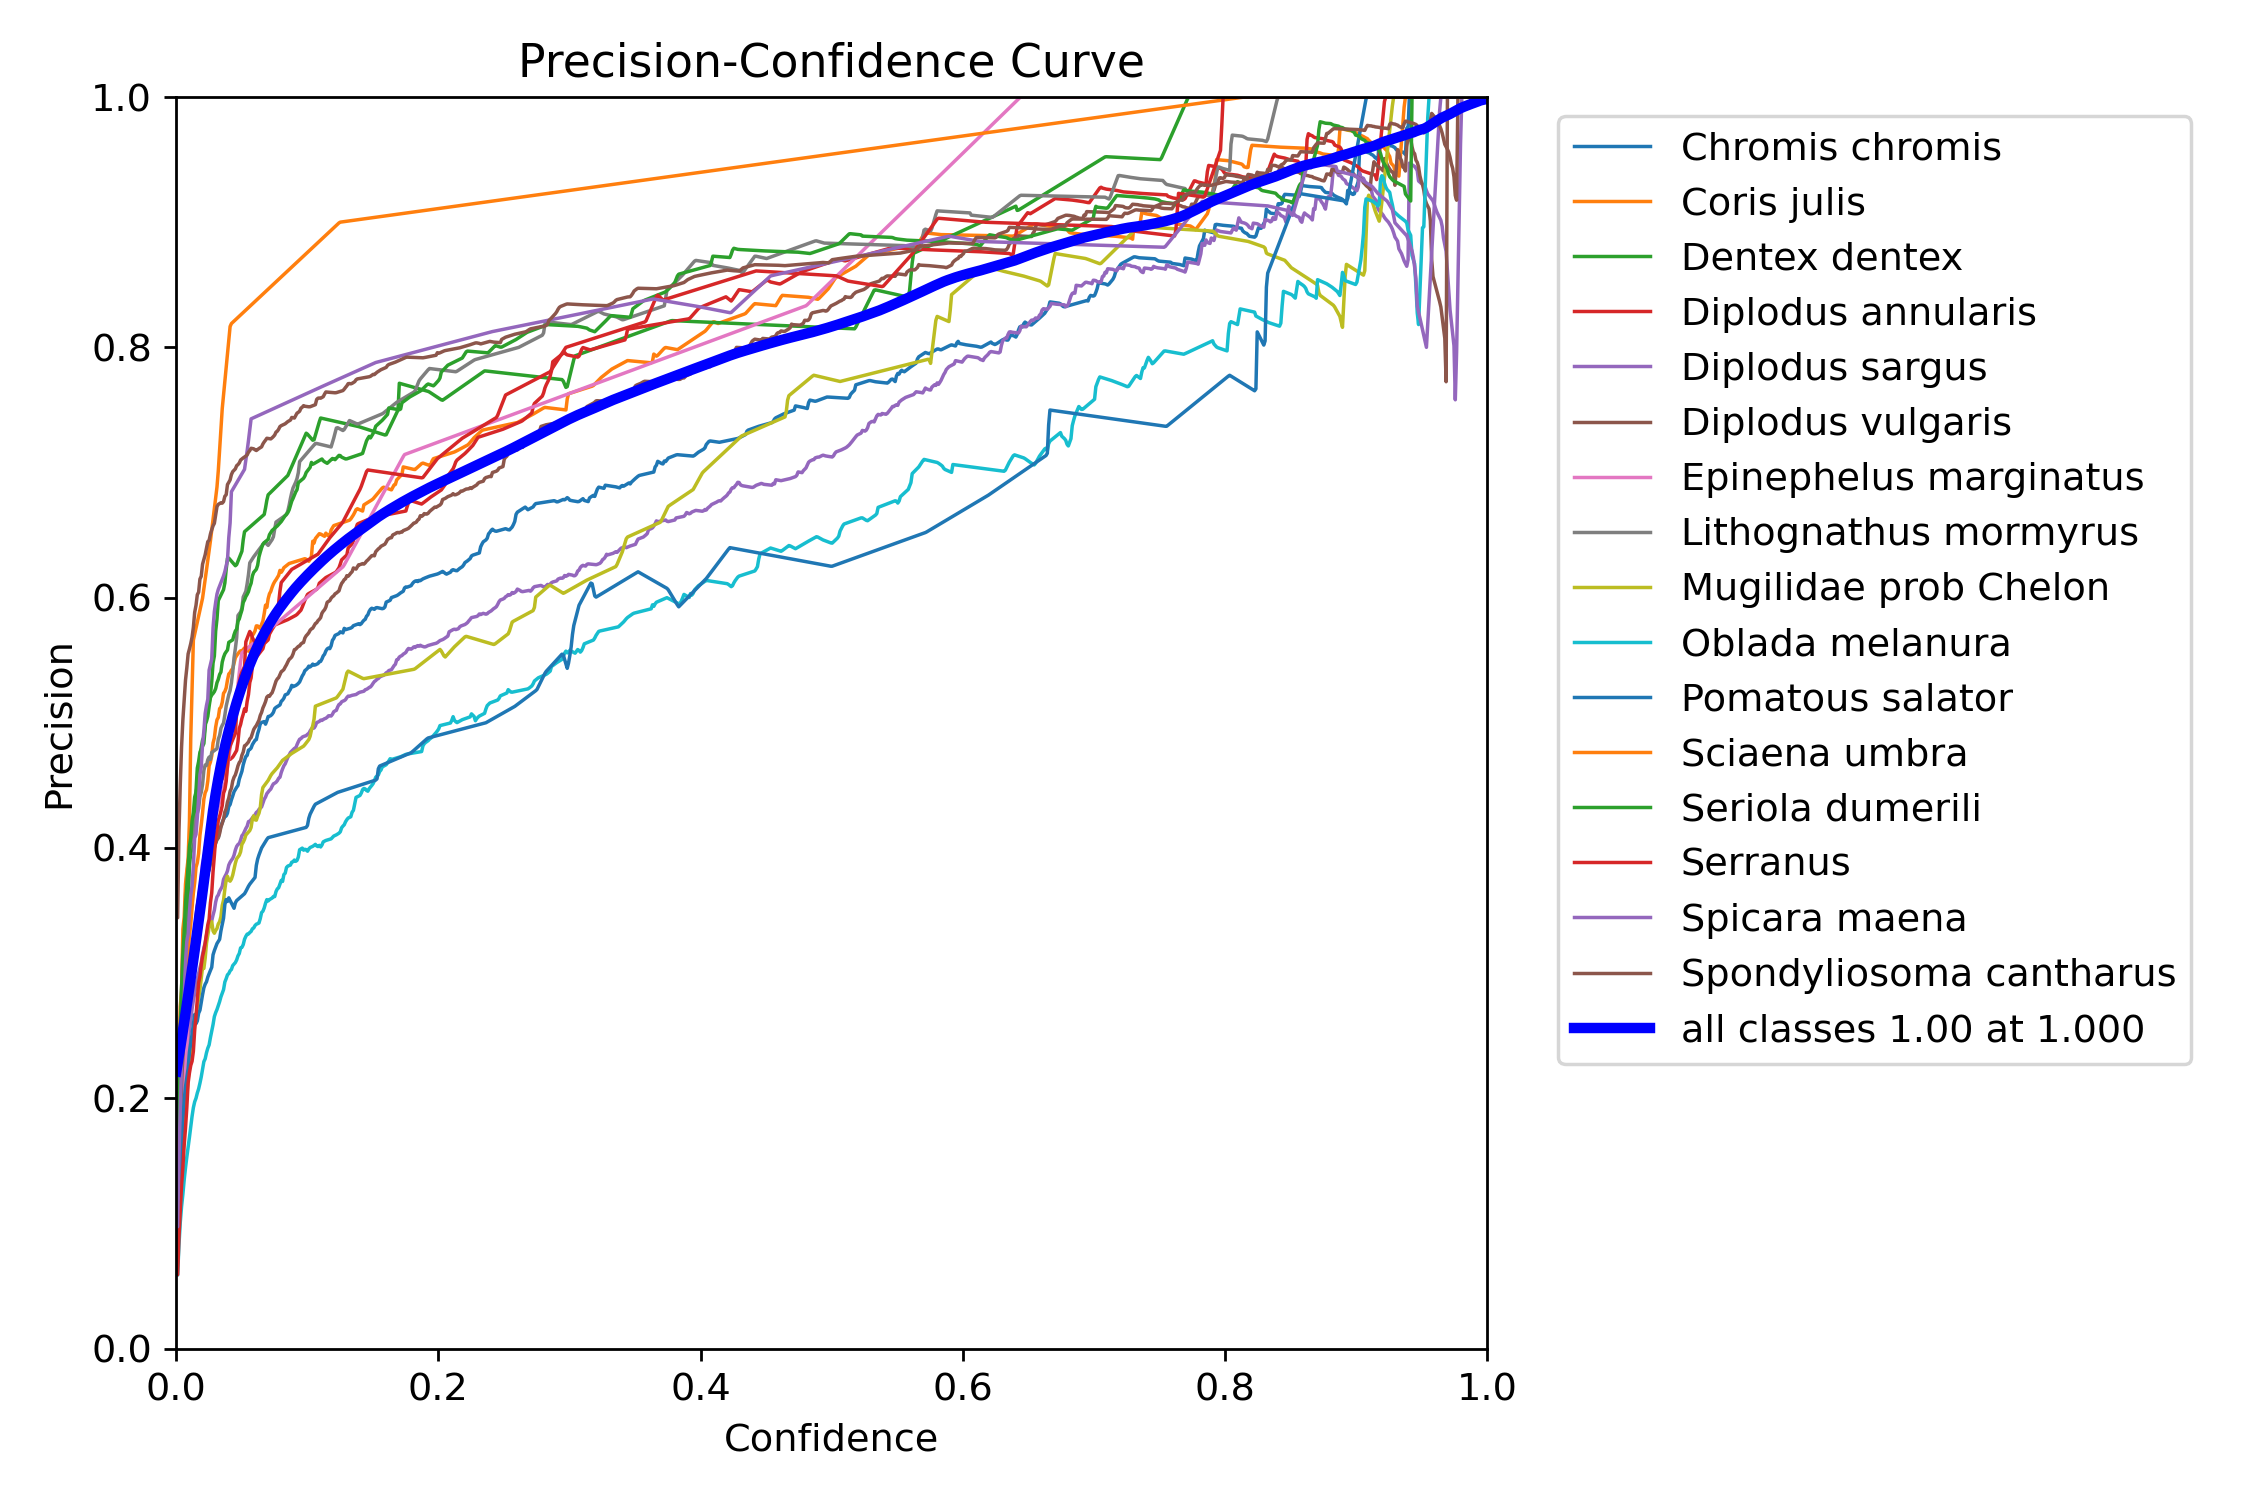 Precision-Confidence Curve
1.0
0.8
0.6
0.4
0.2
0.0
Precision
0.0 0.2 0.4 0.6 0.8 1.0
Confidence
Chromis chromis
Coris julis
Dentex dentex
Diplodus annularis
Diplodus sargus
Diplodus vulgaris
Epinephelus marginatus
Lithognathus mormyrus
Mugilidae prob Chelon
Oblada melanura
Pomatous salator
Sciaena umbra
Seriola dumerili
Serranus
Spicara maena
Spondyliosoma cantharus
all classes 1.00 at 1.000